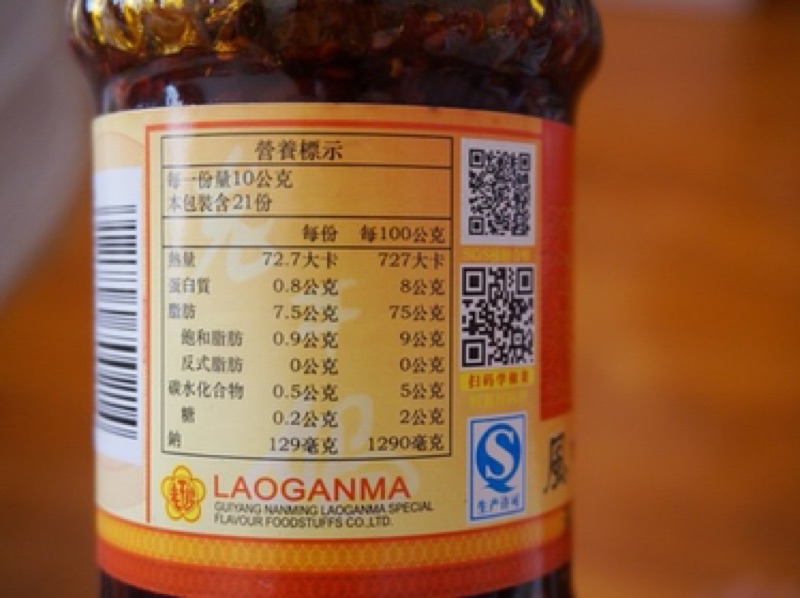 營養標示
每一份量10公克
本包裝含21份
每份 每100公克
熱量 72.7大卡 727大卡
蛋白質 0.8公克 8公克
脂肪 7.5公克 75公克
飽和脂肪 0.9公克 9公克
反式脂肪 0公克 0公克
碳水化合物 0.5公克 5公克
糖 0.2公克 2公克
鈉 129毫克 1290毫克
LAOGANMA
GUIYANG NANMING LAOGANMA SPECIAL
FLAVOUR FOODSTUFFS CO.,LTD.
扫码学做菜
生产许可
風